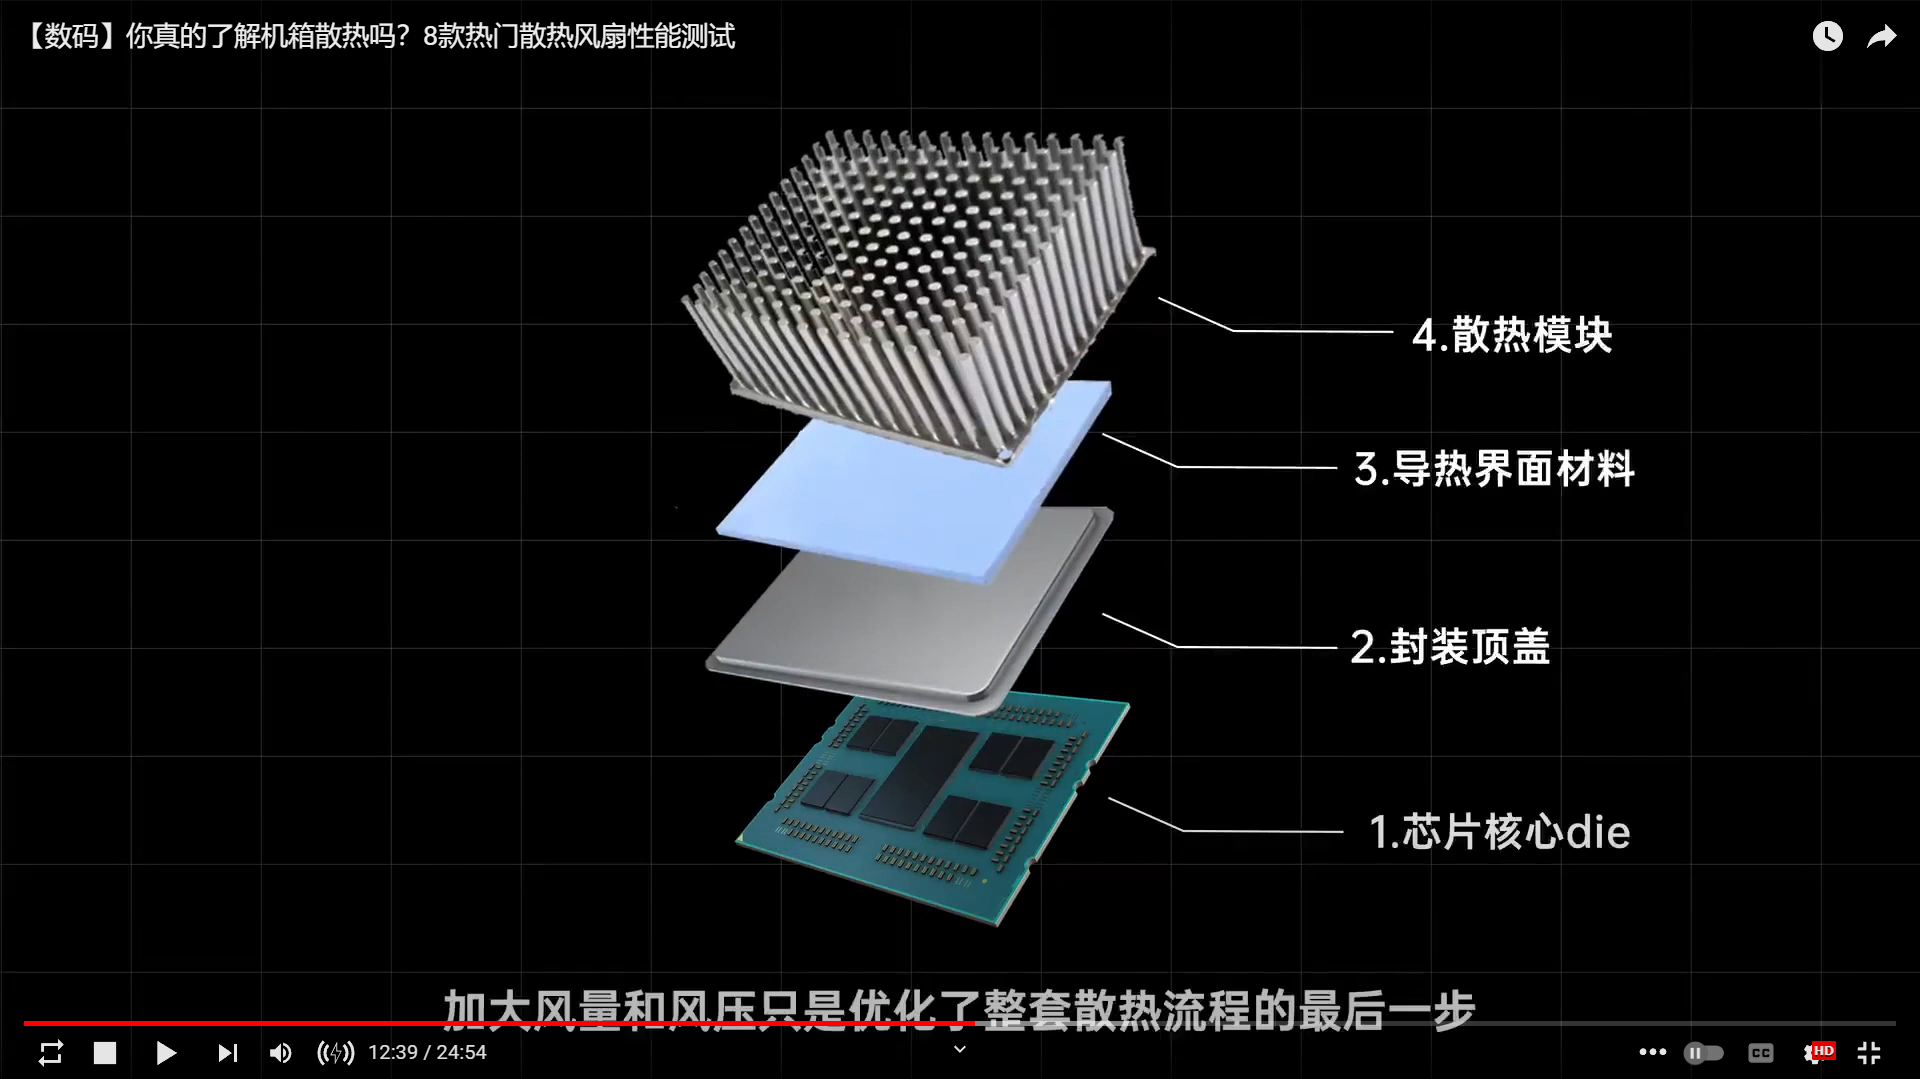 【数码】你真的了解机箱散热吗？8款热门散热风扇性能测试
4.散热模块
3.导热界面材料
2.封装顶盖
1.芯片核心die
加大风量和风压只是优化了整套散热流程的最后一步
12:39 / 24:54
CC
HD